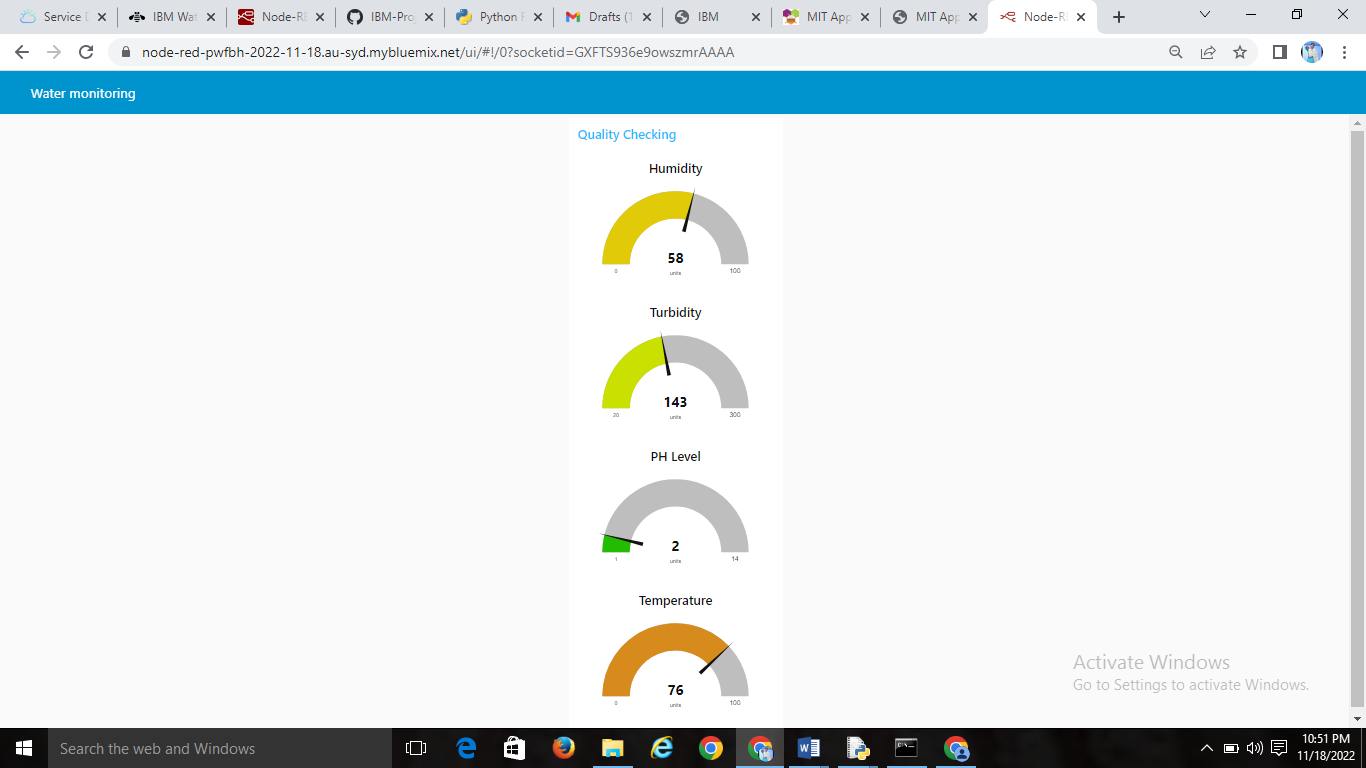 Service D
IBM Wat
Node-RE
IBM-Proj
Python F
Drafts (1
IBM
MIT App
MIT App
Node-RE
node-red-pwfbh-2022-11-18.au-syd.mybluemix.net/ui/#!/0?socketid=GXFTS936e9owszmrAAAA
Water monitoring
Quality Checking
Humidity
58
units
0 100
Turbidity
143
units
20 300
PH Level
2
units
1 14
Temperature
76
units
0 100
Activate Windows
Go to Settings to activate Windows.
Search the web and Windows
10:51 PM
11/18/2022